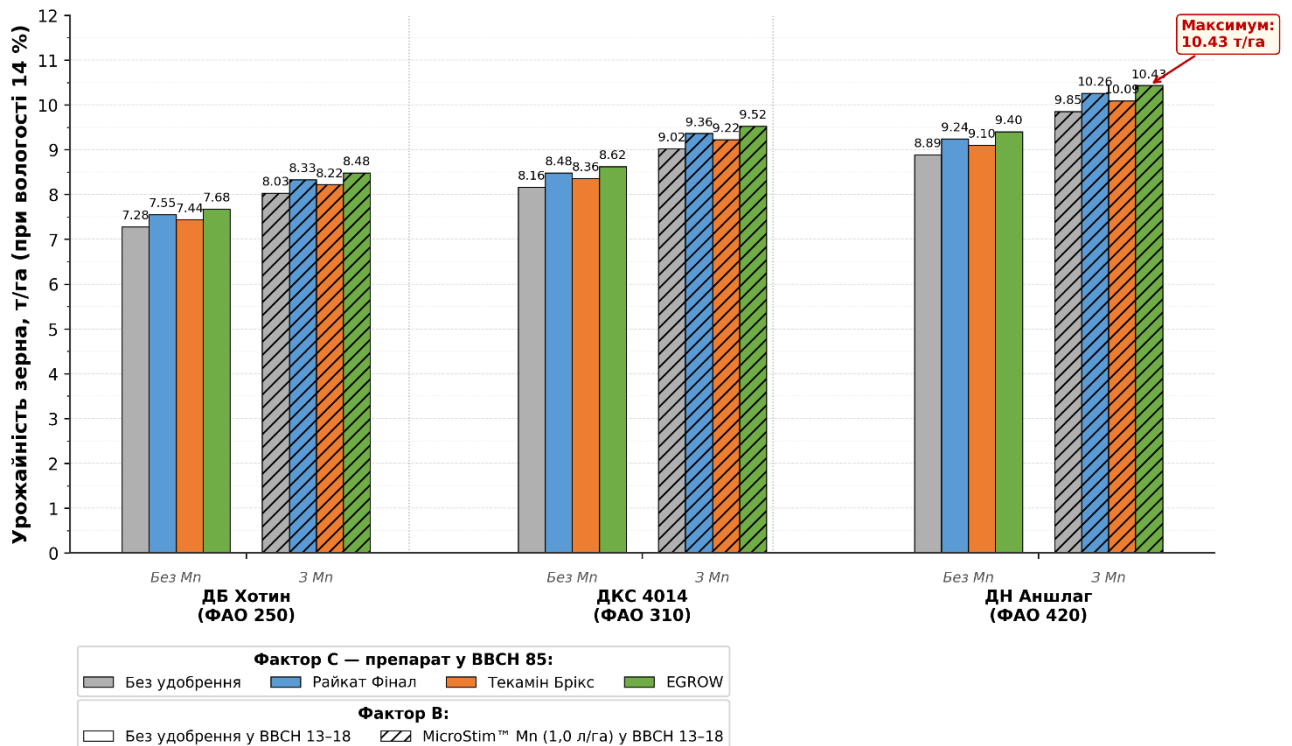 Урожайність зерна, т/га (при вологості 14 %)
12
11
10
9
8
7
6
5
4
3
2
1
0
7.28
7.55
7.44
7.68
8.03
8.33
8.22
8.48
8.16
8.48
8.36
8.62
9.02
9.36
9.22
9.52
8.89
9.24
9.10
9.40
9.85
10.26
10.09
10.43
Максимум:
10.43 т/га
Без Mn
З Mn
Без Mn
З Mn
Без Mn
З Mn
ДБ Хотин
(ФАО 250)
ДКС 4014
(ФАО 310)
ДН Аншлаг
(ФАО 420)
Фактор С — препарат у ВВСН 85:
Без удобрення
Райкат Фінал
Текамін Брікс
EGROW
Фактор В:
Без удобрення у ВВСН 13–18
MicroStim™ Mn (1,0 л/га) у ВВСН 13–18